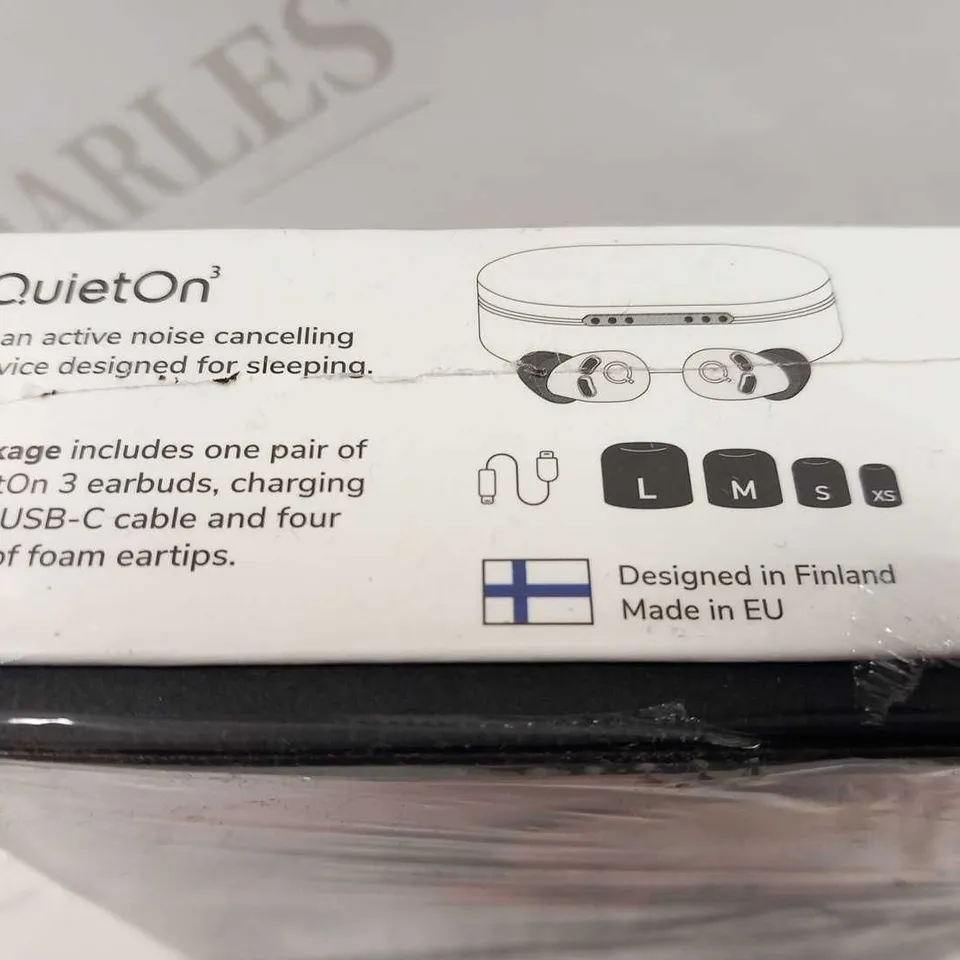 ARLES
QuietOn³
an active noise cancelling
vice designed for sleeping.
kage includes one pair of
tOn 3 earbuds, charging
USB-C cable and four
of foam eartips.
L M S XS
Designed in Finland
Made in EU